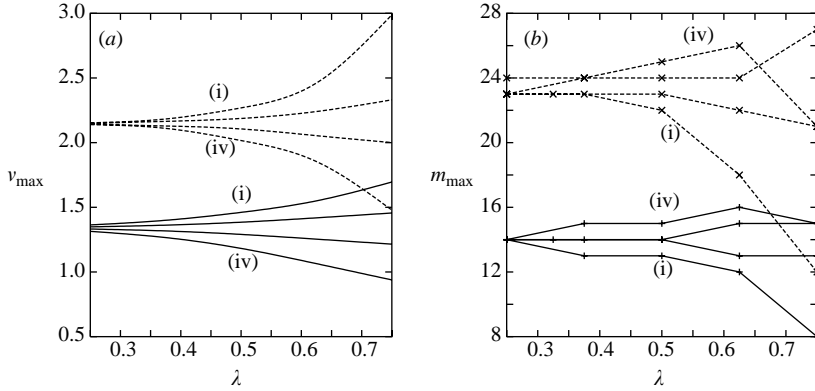 (a)
3.0
2.5
2.0
1.5
1.0
0.5
v_max
(i)
(iv)
(i)
(iv)
0.3 0.4 0.5 0.6 0.7
λ
(b)
28
24
20
16
12
8
m_max
(iv)
(i)
(iv)
(i)
0.3 0.4 0.5 0.6 0.7
λ